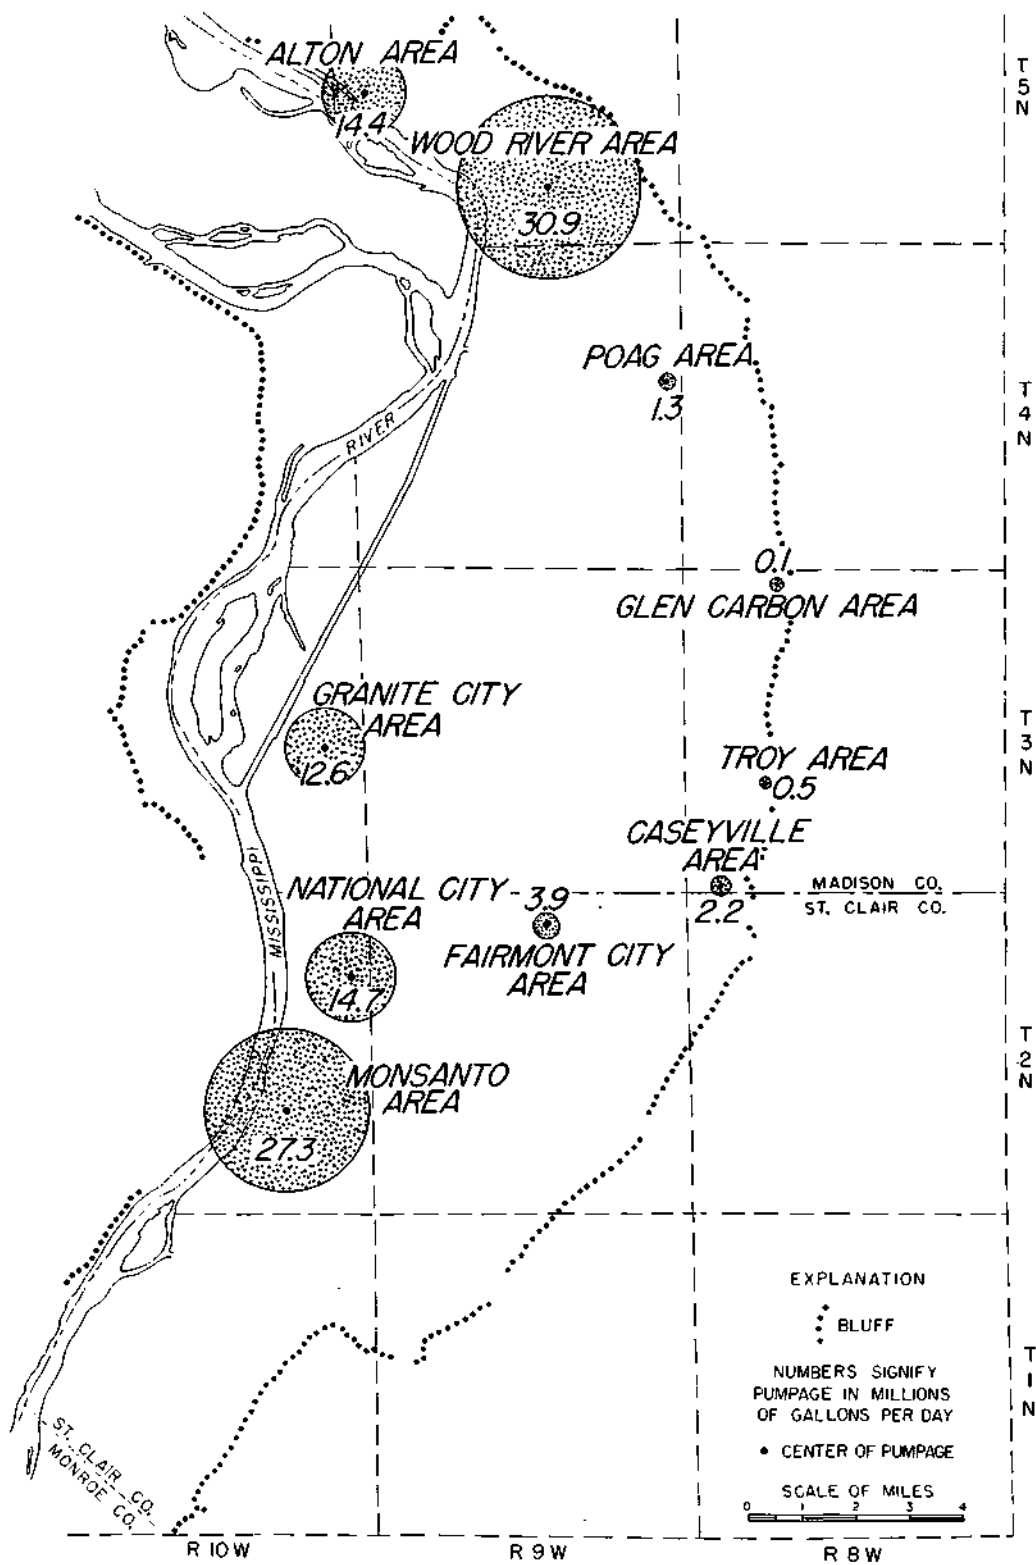 ALTON AREA
14.4
WOOD RIVER AREA
30.9
T
5
N
POAG AREA
1.3
T
4
N
RIVER
0.1
GLEN CARBON AREA
GRANITE CITY
AREA
12.6
TROY AREA
0.5
T
3
N
CASEYVILLE
AREA
2.2
MADISON CO.
ST. CLAIR CO.
MISSISSIPPI
NATIONAL CITY
AREA
14.7
3.9
FAIRMONT CITY
AREA
T
2
N
MONSANTO
AREA
27.3
EXPLANATION
BLUFF
NUMBERS SIGNIFY
PUMPAGE IN MILLIONS
OF GALLONS PER DAY
CENTER OF PUMPAGE
SCALE OF MILES
0 1 2 3 4
T
1
N
ST. CLAIR CO.
MONROE CO.
R 10 W
R 9 W
R 8 W